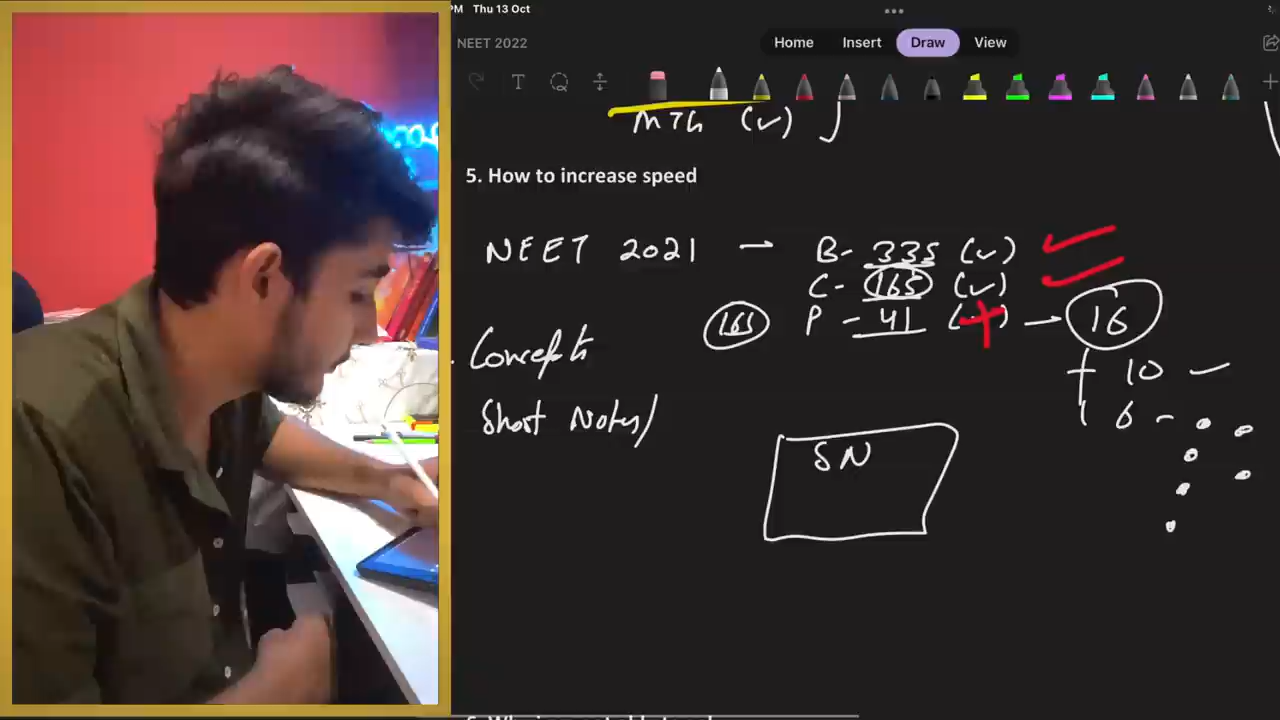 PM Thu 13 Oct
NEET 2022
Home Insert Draw View
T
MTG (✓)
5. How to increase speed
NEET 2021 — B- 335 (✓)
C- 165 (✓)
165 P - 41 → 16
Concepts
10 -
Short Notes/
6 -
SN